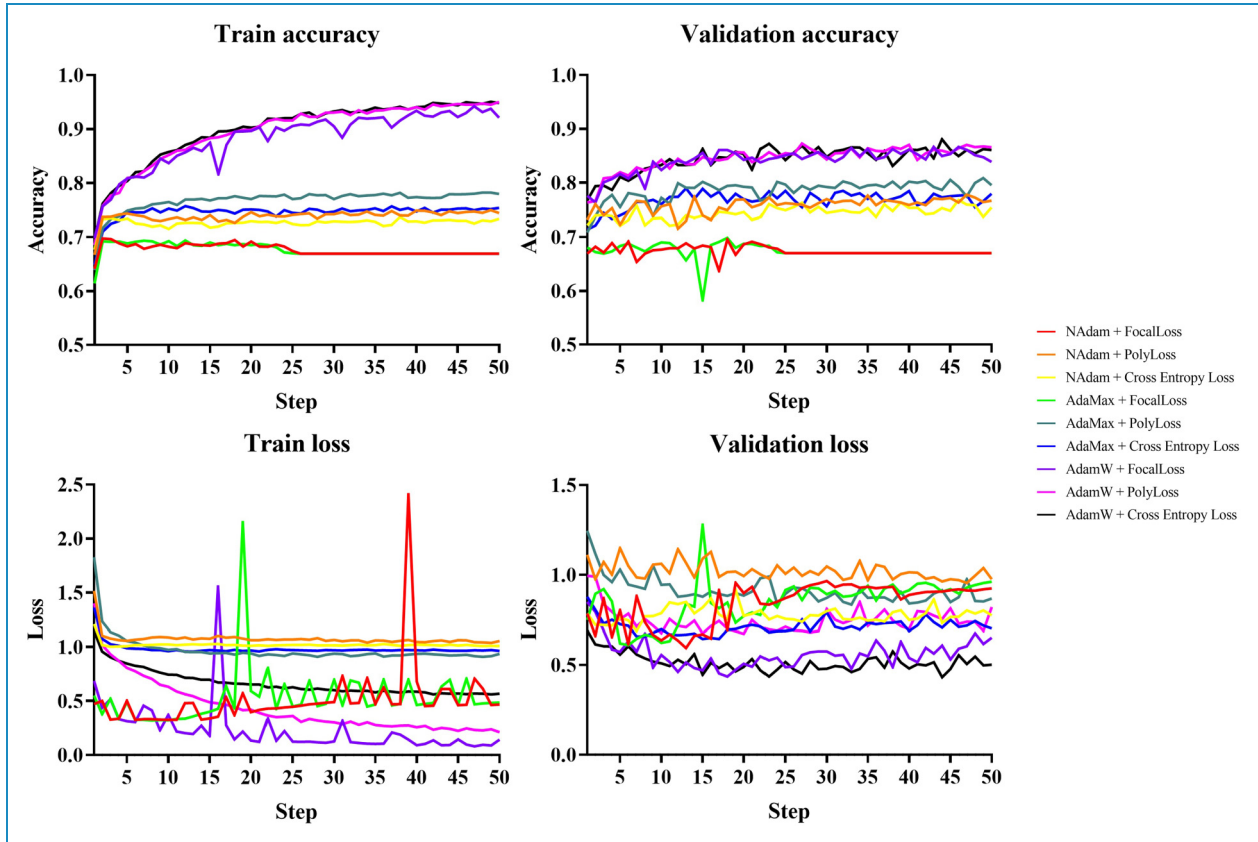 Train accuracy
Accuracy
1.0
0.9
0.8
0.7
0.6
0.5
5 10 15 20 25 30 35 40 45 50
Step
Validation accuracy
Accuracy
1.0
0.9
0.8
0.7
0.6
0.5
5 10 15 20 25 30 35 40 45 50
Step
Train loss
Loss
2.5
2.0
1.5
1.0
0.5
0.0
5 10 15 20 25 30 35 40 45 50
Step
Validation loss
Loss
1.5
1.0
0.5
0.0
5 10 15 20 25 30 35 40 45 50
Step
NAdam + FocalLoss
NAdam + PolyLoss
NAdam + Cross Entropy Loss
AdaMax + FocalLoss
AdaMax + PolyLoss
AdaMax + Cross Entropy Loss
AdamW + FocalLoss
AdamW + PolyLoss
AdamW + Cross Entropy Loss